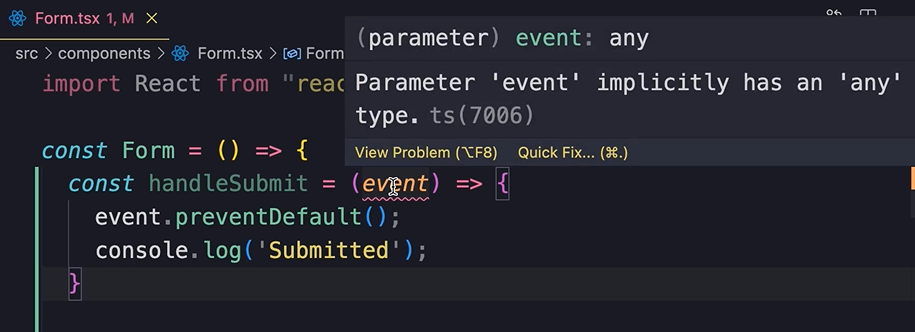 Form.tsx 1, M
src > components > Form.tsx > Form
(parameter) event: any
Parameter 'event' implicitly has an 'any'
type. ts(7006)
View Problem (⌥F8) Quick Fix... (⌘.)
import React from "reac
const Form = () => {
const handleSubmit = (event) => {
event.preventDefault();
console.log('Submitted');
}